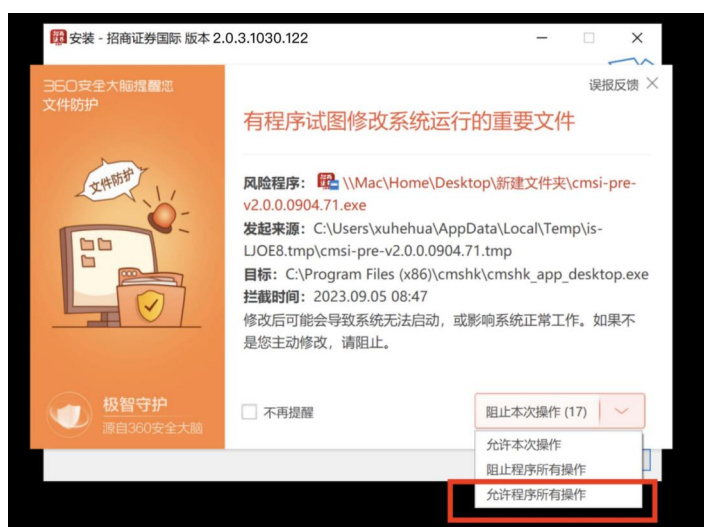 安装 - 招商证券国际 版本 2.0.3.1030.122
360安全大脑提醒您
文件防护
误报反馈
有程序试图修改系统运行的重要文件
文件防护
风险程序： \\Mac\Home\Desktop\新建文件夹\cmsi-pre-
v2.0.0.0904.71.exe
发起来源： C:\Users\xuhehua\AppData\Local\Temp\is-
LJOE8.tmp\cmsi-pre-v2.0.0.0904.71.tmp
目标： C:\Program Files (x86)\cmshk\cmshk_app_desktop.exe
拦截时间： 2023.09.05 08:47
修改后可能会导致系统无法启动，或影响系统正常工作。如果不
是您主动修改，请阻止。
极智守护
源自360安全大脑
不再提醒
阻止本次操作 (17)
允许本次操作
阻止程序所有操作
允许程序所有操作